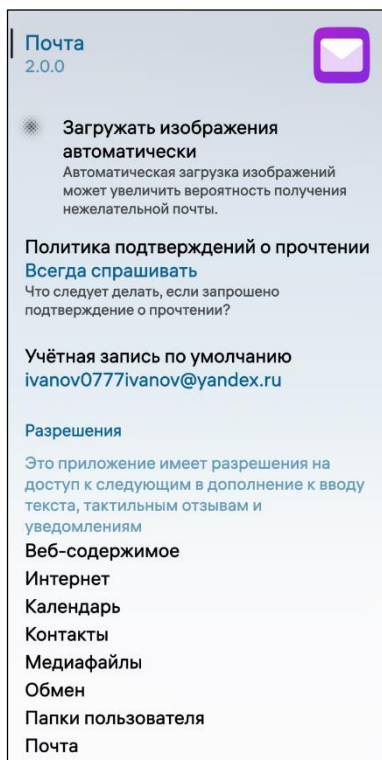 Почта
2.0.0
Загружать изображения
автоматически
Автоматическая загрузка изображений
может увеличить вероятность получения
нежелательной почты.
Политика подтверждений о прочтении
Всегда спрашивать
Что следует делать, если запрошено
подтверждение о прочтении?
Учётная запись по умолчанию
ivanov0777ivanov@yandex.ru
Разрешения
Это приложение имеет разрешения на
доступ к следующим в дополнение к вводу
текста, тактильным отзывам и
уведомлениям
Веб-содержимое
Интернет
Календарь
Контакты
Медиафайлы
Обмен
Папки пользователя
Почта